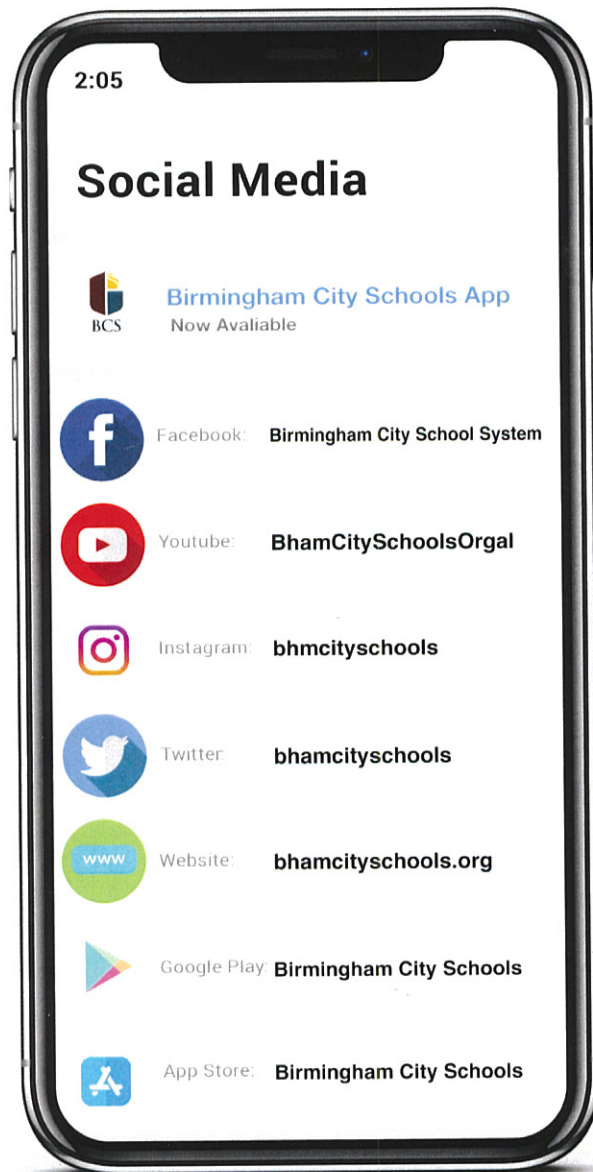 2:05
Social Media
BCS
Birmingham City Schools App
Now Avaliable
Facebook: Birmingham City School System
Youtube: BhamCitySchoolsOrgal
Instagram: bhmcityschools
Twitter: bhamcityschools
www
Website: bhamcityschools.org
Google Play: Birmingham City Schools
App Store: Birmingham City Schools